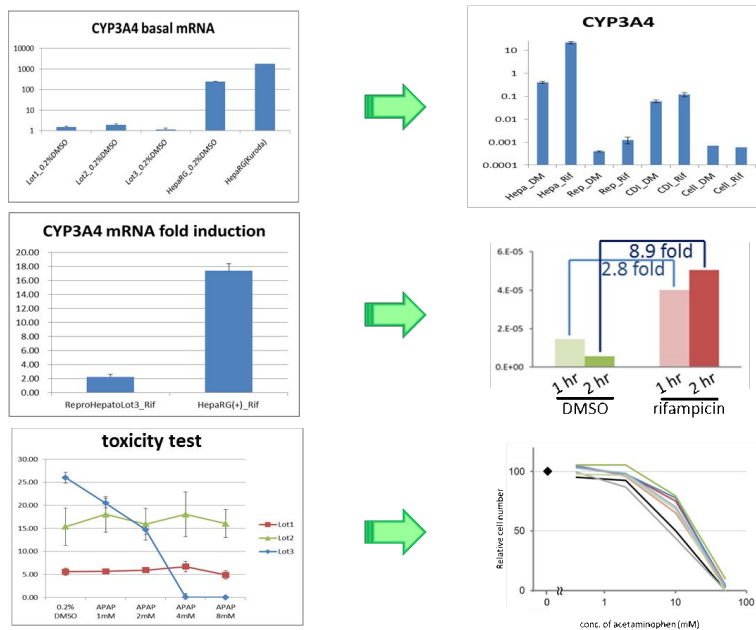 CYP3A4 basal mRNA
10000
1000
100
10
1
Lot1_0.2%DMSO
Lot2_0.2%DMSO
Lot3_0.2%DMSO
HepaRG_0.2%DMSO
HepaRG(Kuroda)
CYP3A4
10
1
0.1
0.01
0.001
0.0001
Hepa_DM
Hepa_Rif
Rep_DM
Rep_Rif
CDI_DM
CDI_Rif
Cell_DM
Cell_Rif
CYP3A4 mRNA fold induction
20.00
18.00
16.00
14.00
12.00
10.00
8.00
6.00
4.00
2.00
0.00
ReproHepatoLot3_Rif
HepaRG(+)_Rif
6.E-05
4.E-05
2.E-05
0.E+00
8.9 fold
2.8 fold
1 hr 2 hr 1 hr 2 hr
DMSO rifampicin
toxicity test
30.00
25.00
20.00
15.00
10.00
5.00
0.00
0.2% APAP APAP APAP APAP
DMSO 1mM 2mM 4mM 8mM
Lot1
Lot2
Lot3
Relative cell number
100
50
0
0 1 10 100
conc. of acetaminophen (mM)